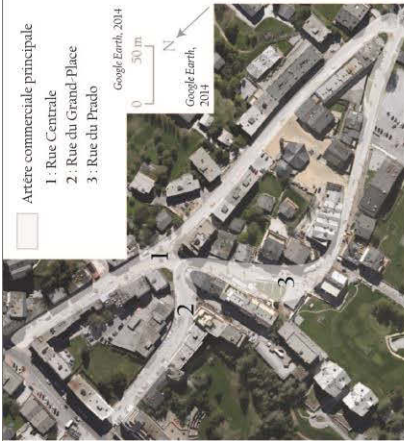 Artère commerciale principale
1 : Rue Centrale
2 : Rue du Grand-Place
3 : Rue du Prado
Google Earth, 2014
0 50 m
N
Google Earth,
2014
1
2
3